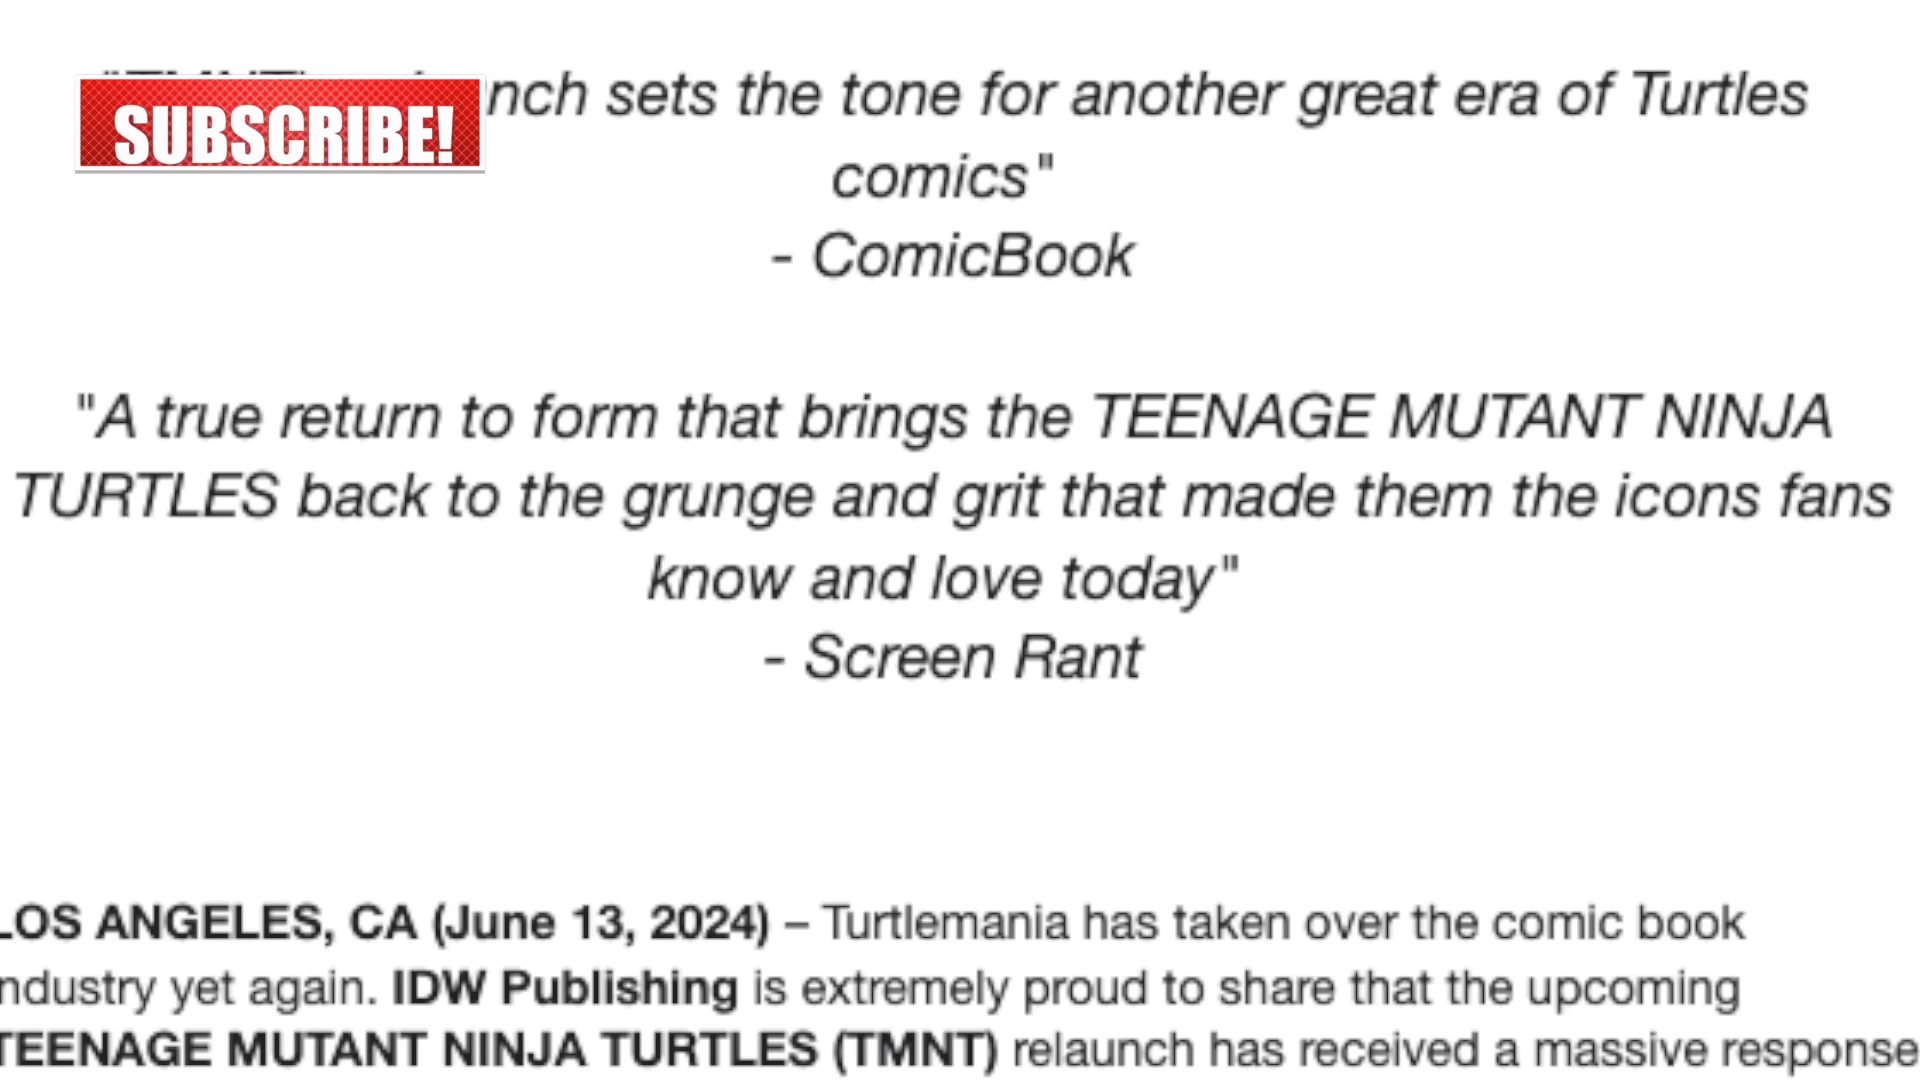 SUBSCRIBE!
nch sets the tone for another great era of Turtles
comics"
- ComicBook
"A true return to form that brings the TEENAGE MUTANT NINJA
TURTLES back to the grunge and grit that made them the icons fans
know and love today"
- Screen Rant
LOS ANGELES, CA (June 13, 2024) – Turtlemania has taken over the comic book
ndustry yet again. IDW Publishing is extremely proud to share that the upcoming
TEENAGE MUTANT NINJA TURTLES (TMNT) relaunch has received a massive response